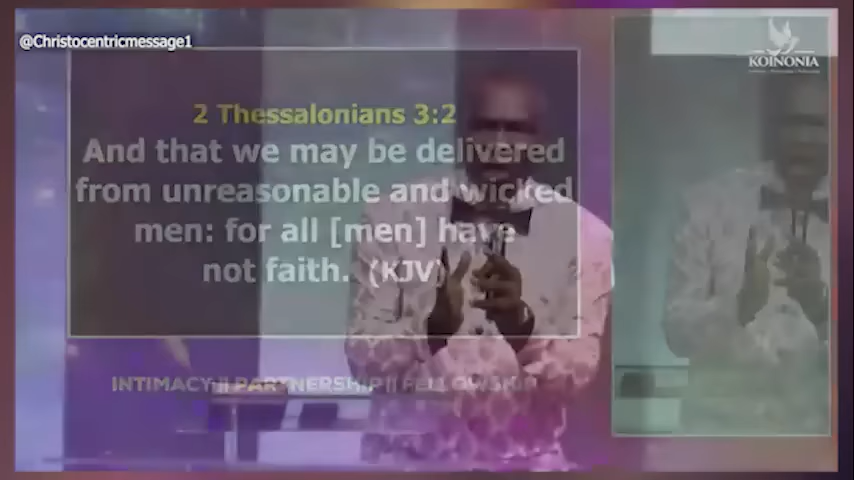 @Christocentricmessage1
KOINONIA
2 Thessalonians 3:2
And that we may be delivered
from unreasonable and wicked
men: for all [men] have
not faith. (KJV)
INTIMACY || PARTNERSHIP || FELLOWSHIP